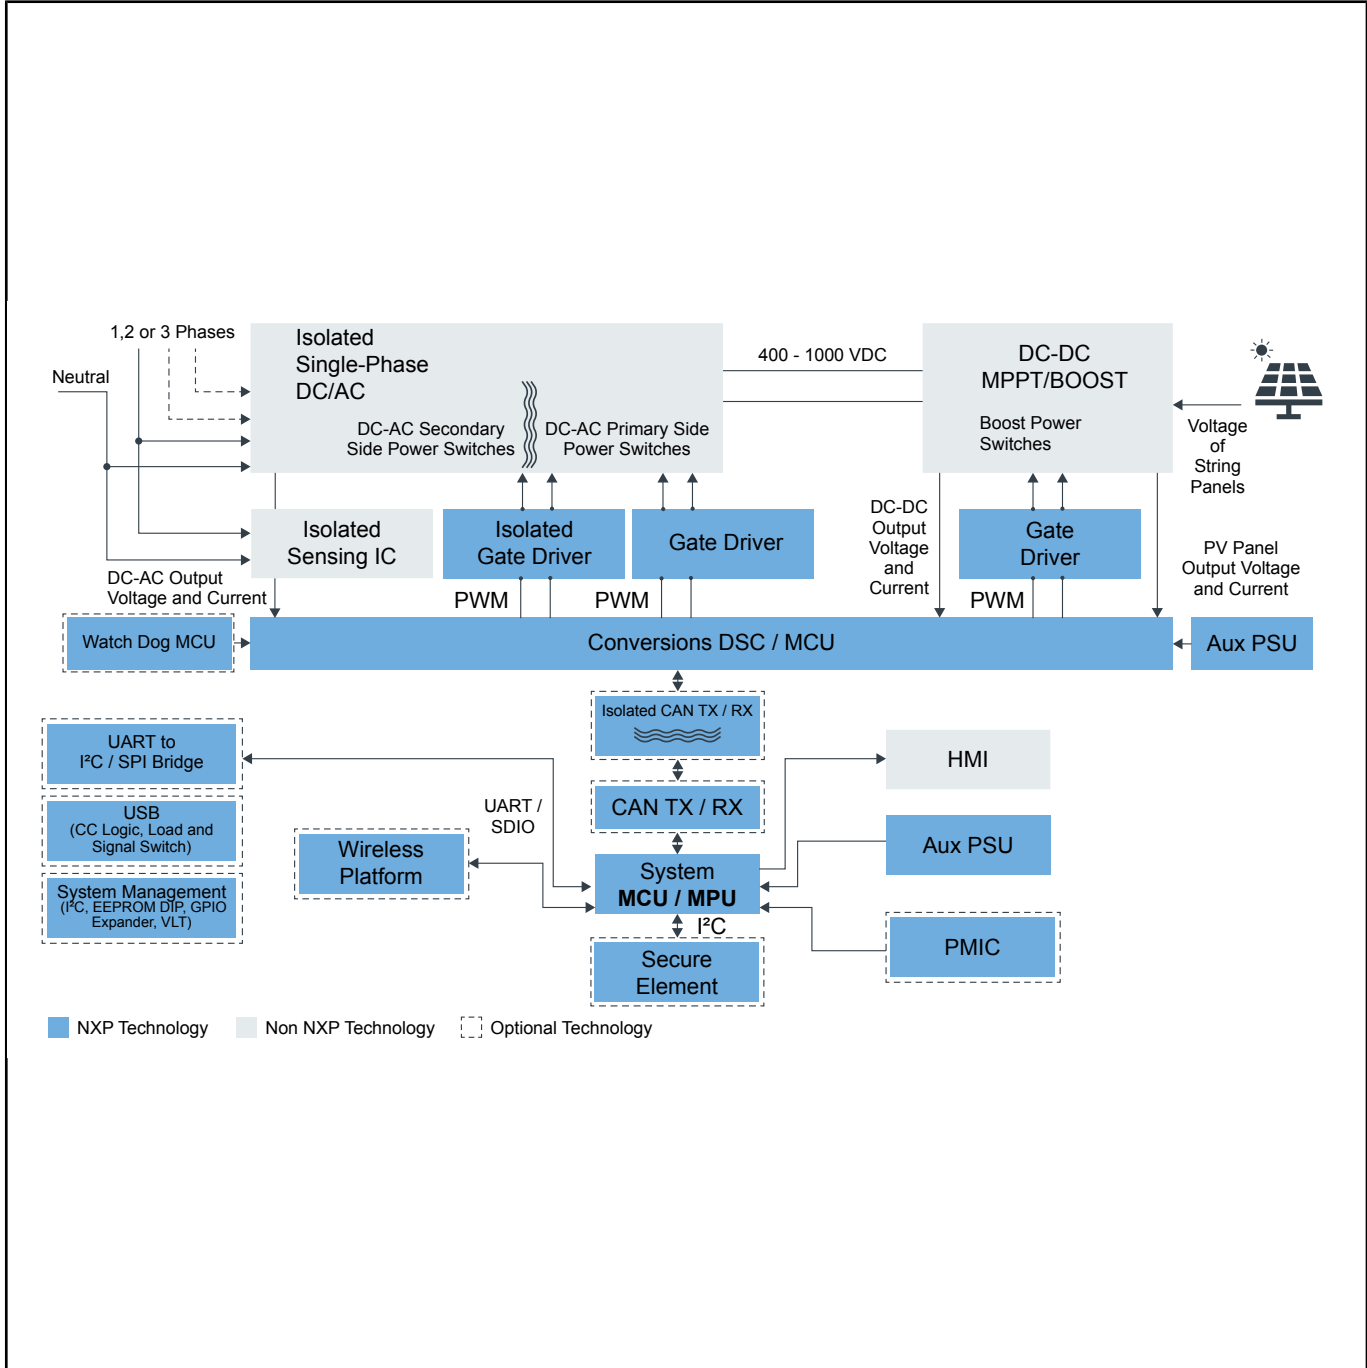 1,2 or 3 Phases
Neutral
Isolated
Single-Phase
DC/AC
DC-AC Secondary
Side Power Switches
DC-AC Primary Side
Power Switches
400 - 1000 VDC
DC-DC
MPPT/BOOST
Boost Power
Switches
Voltage
of
String
Panels
Isolated
Sensing IC
Isolated
Gate Driver
Gate Driver
DC-DC
Output
Voltage
and
Current
Gate
Driver
PV Panel
Output Voltage
and Current
DC-AC Output
Voltage and Current
PWM
PWM
PWM
Watch Dog MCU
Conversions DSC / MCU
Aux PSU
Isolated CAN TX / RX
UART to
I²C / SPI Bridge
HMI
USB
(CC Logic, Load and
Signal Switch)
UART /
SDIO
CAN TX / RX
Wireless
Platform
System
MCU / MPU
Aux PSU
System Management
(I²C, EEPROM DIP, GPIO
Expander, VLT)
I²C
Secure
Element
PMIC
NXP Technology
Non NXP Technology
Optional Technology